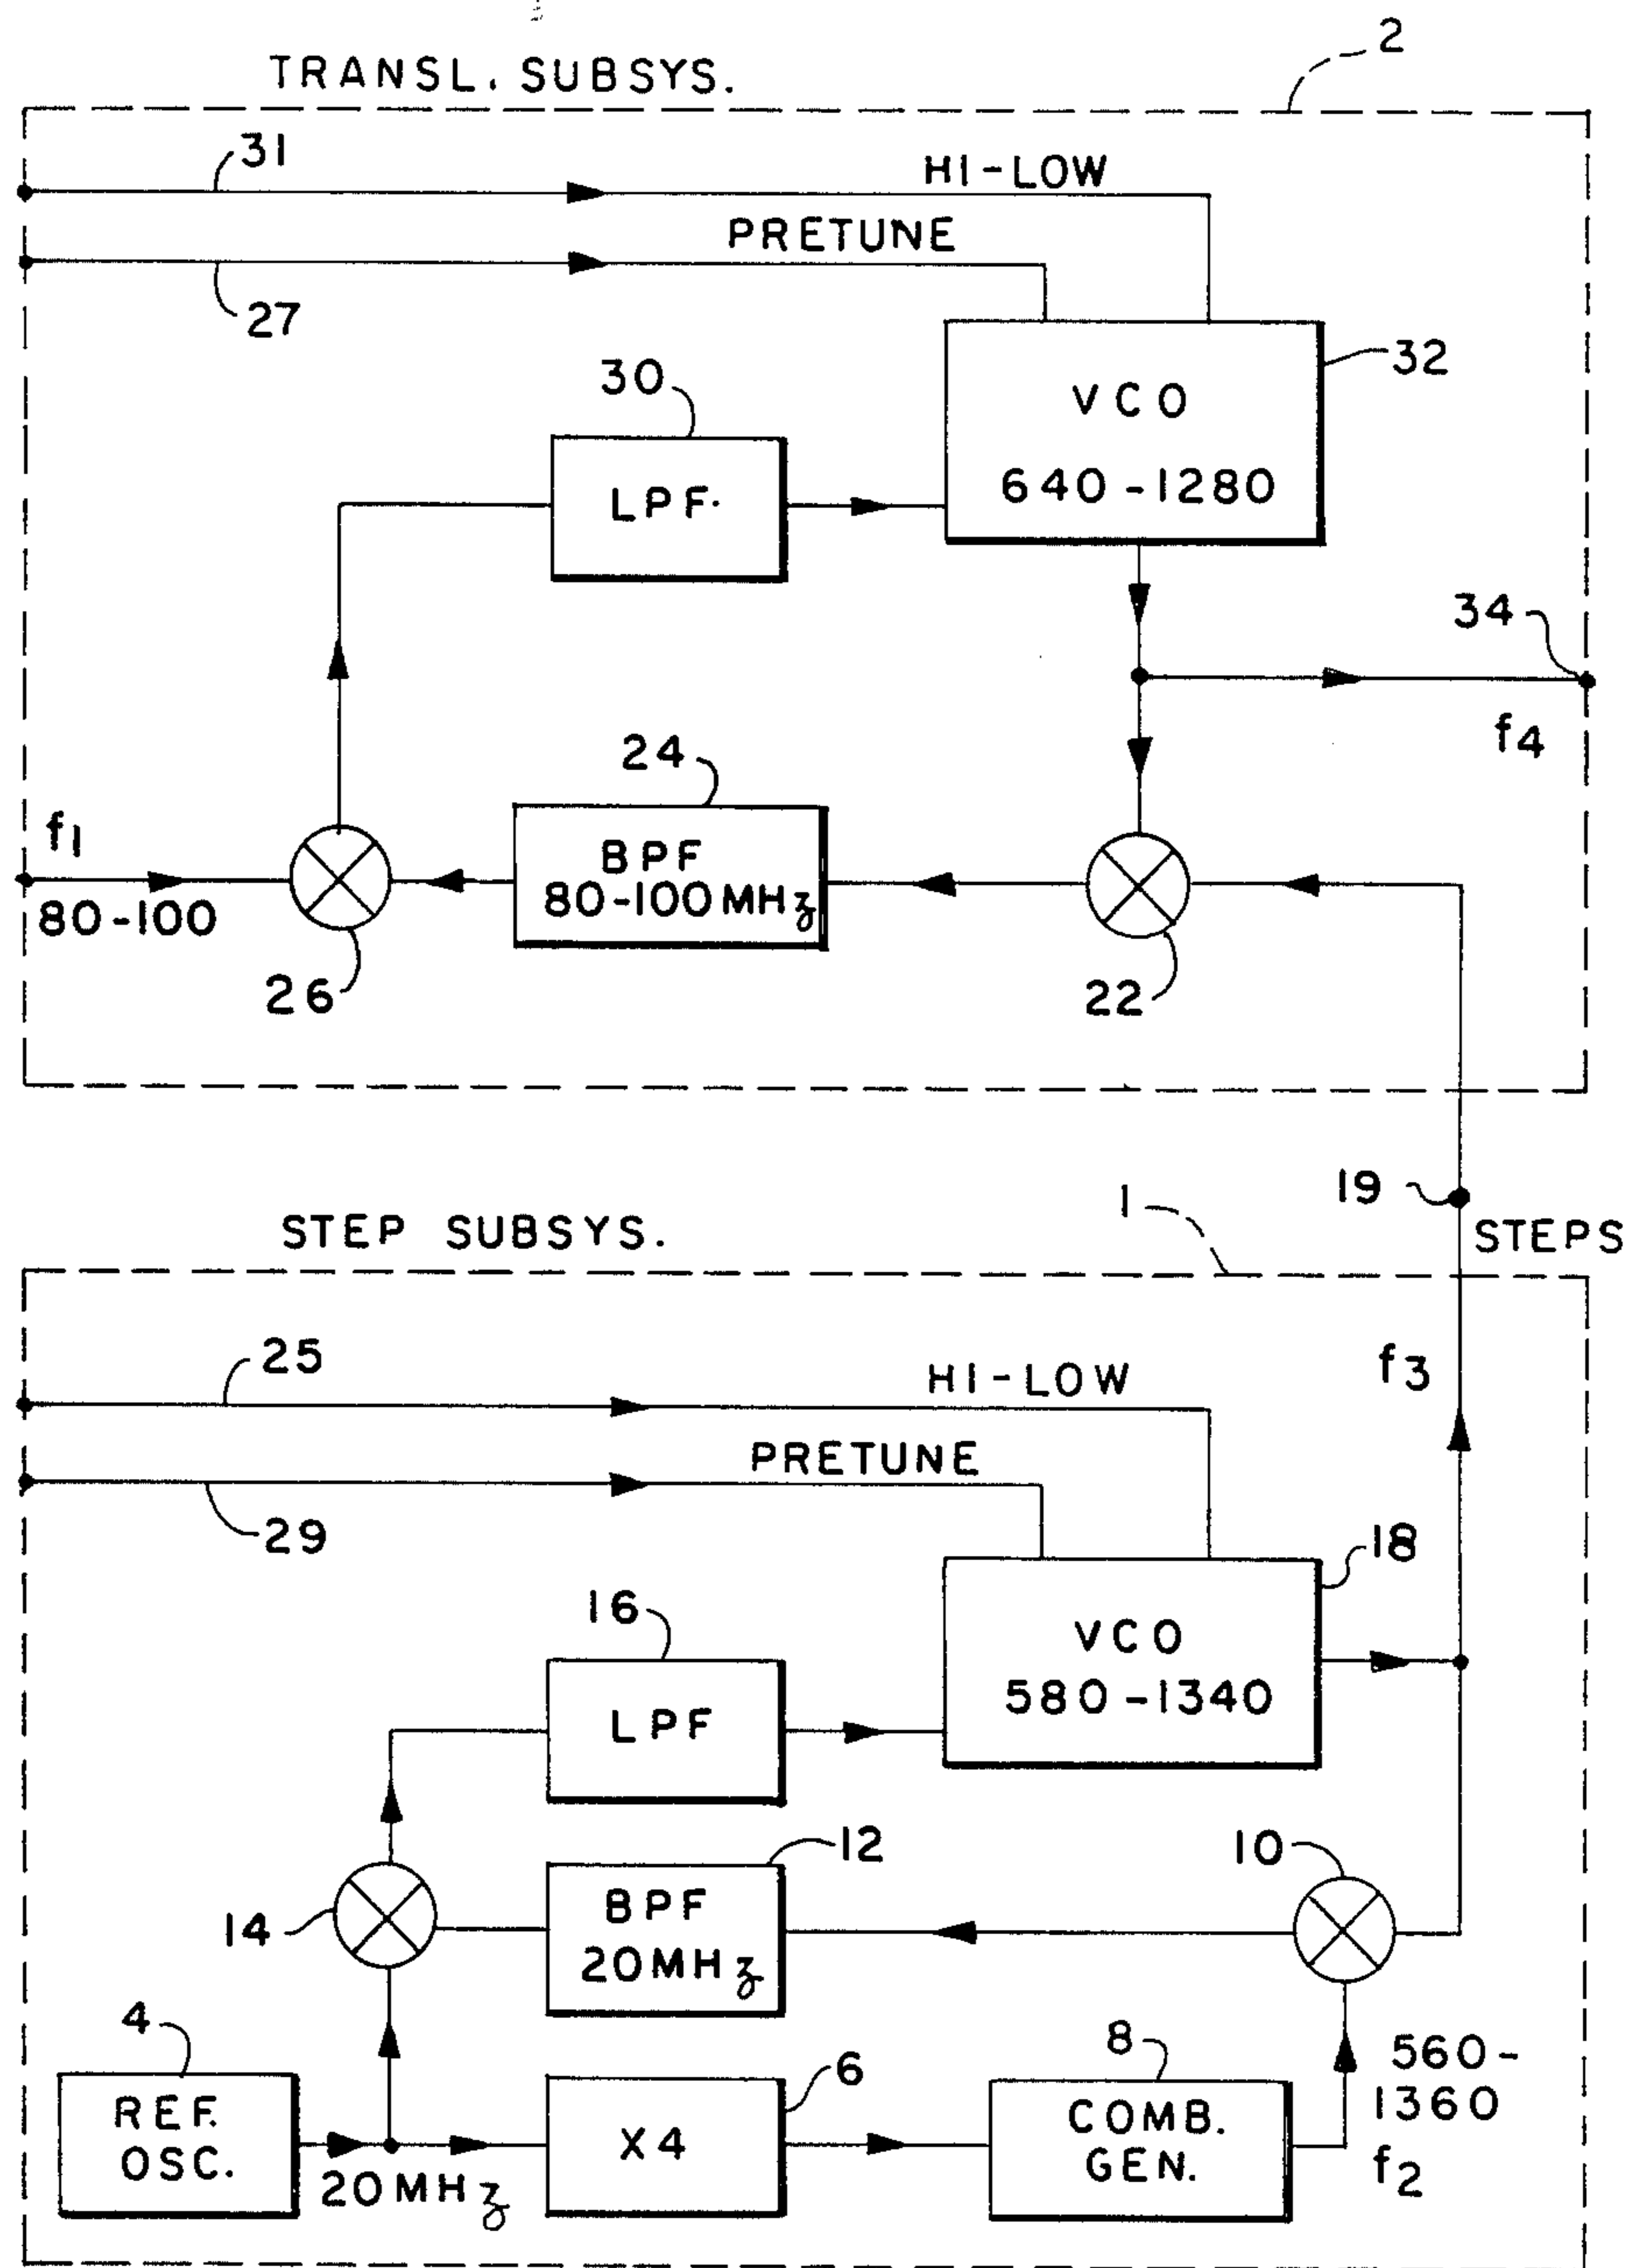 2
TRANSL. SUBSYS.
31
HI-LOW
PRETUNE
27
32
30
VCO
640-1280
LPF.
34
f4
24
f1
BPF
80-100MHz
80-100
26
22
19
1
STEP SUBSYS.
STEPS
25
HI-LOW
f3
PRETUNE
29
18
16
VCO
580-1340
LPF
12
10
BPF
20MHz
14
4
8
6
560-
1360
REF.
OSC.
X4
COMB.
GEN.
20MHz
f2